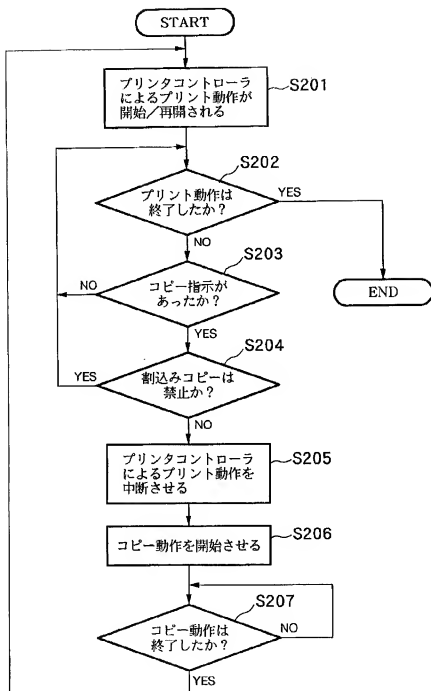 START
プリンタコントローラ
によるプリント動作が
開始／再開される
S201
S202
プリント動作は
終了したか？
YES
NO
S203
コピー指示が
あったか？
NO
END
YES
S204
割込みコピーは
禁止か？
YES
NO
プリンタコントローラ
によるプリント動作を
中断させる
S205
コピー動作を開始させる
S206
S207
コピー動作は
終了したか？
NO
YES